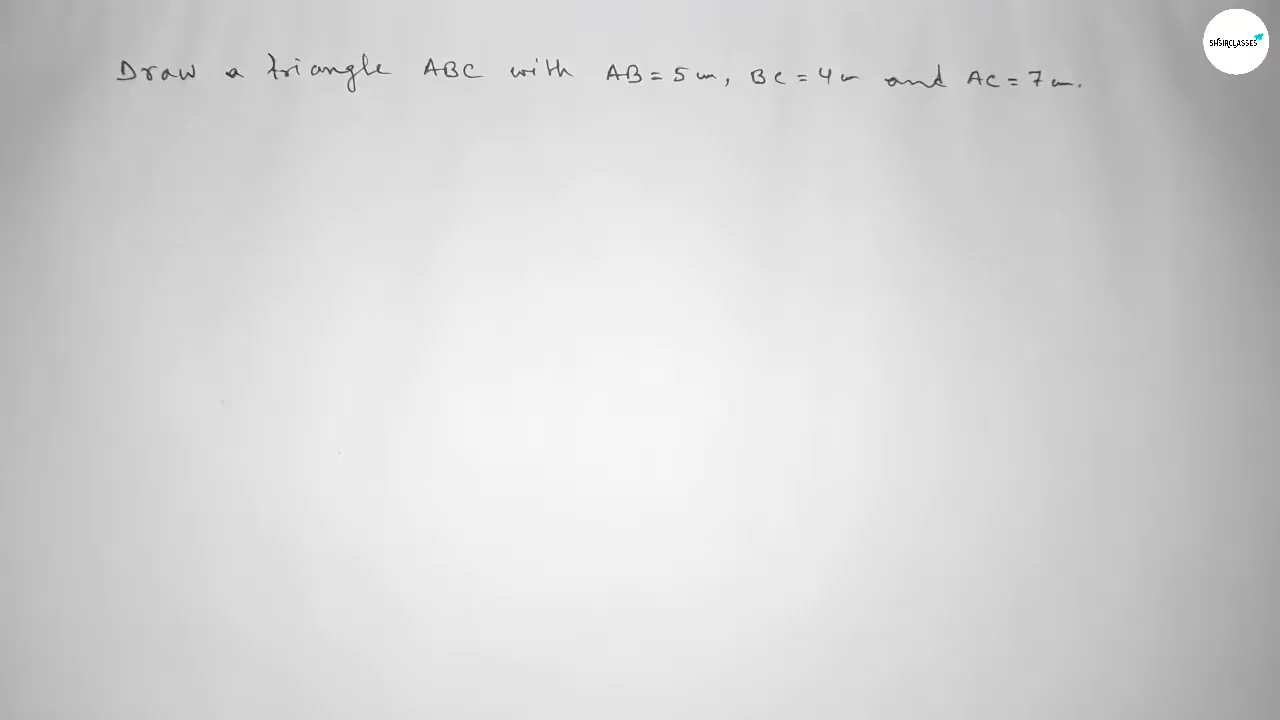 SHSIRCLASSES
Draw a triangle ABC with AB = 5 cm, BC = 4 cm and AC = 7 cm.